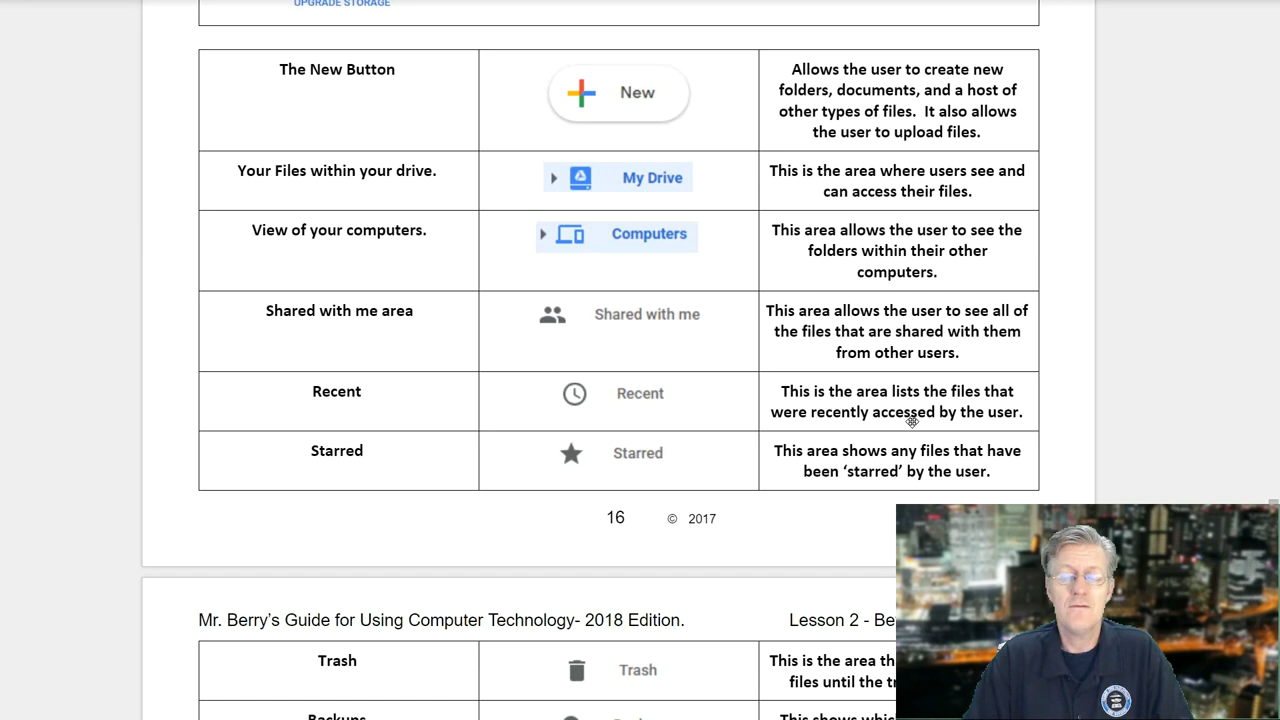 UPGRADE STORAGE
The New Button
New
Allows the user to create new
folders, documents, and a host of
other types of files. It also allows
the user to upload files.
Your Files within your drive.
My Drive
This is the area where users see and
can access their files.
View of your computers.
Computers
This area allows the user to see the
folders within their other
computers.
Shared with me area
Shared with me
This area allows the user to see all of
the files that are shared with them
from other users.
Recent
Recent
This is the area lists the files that
were recently accessed by the user.
Starred
Starred
This area shows any files that have
been ‘starred’ by the user.
16 © 2017
Mr. Berry’s Guide for Using Computer Technology- 2018 Edition.
Lesson 2 - Be
Trash
Trash
This is the area th
files until the tr
Backups
This shows whic